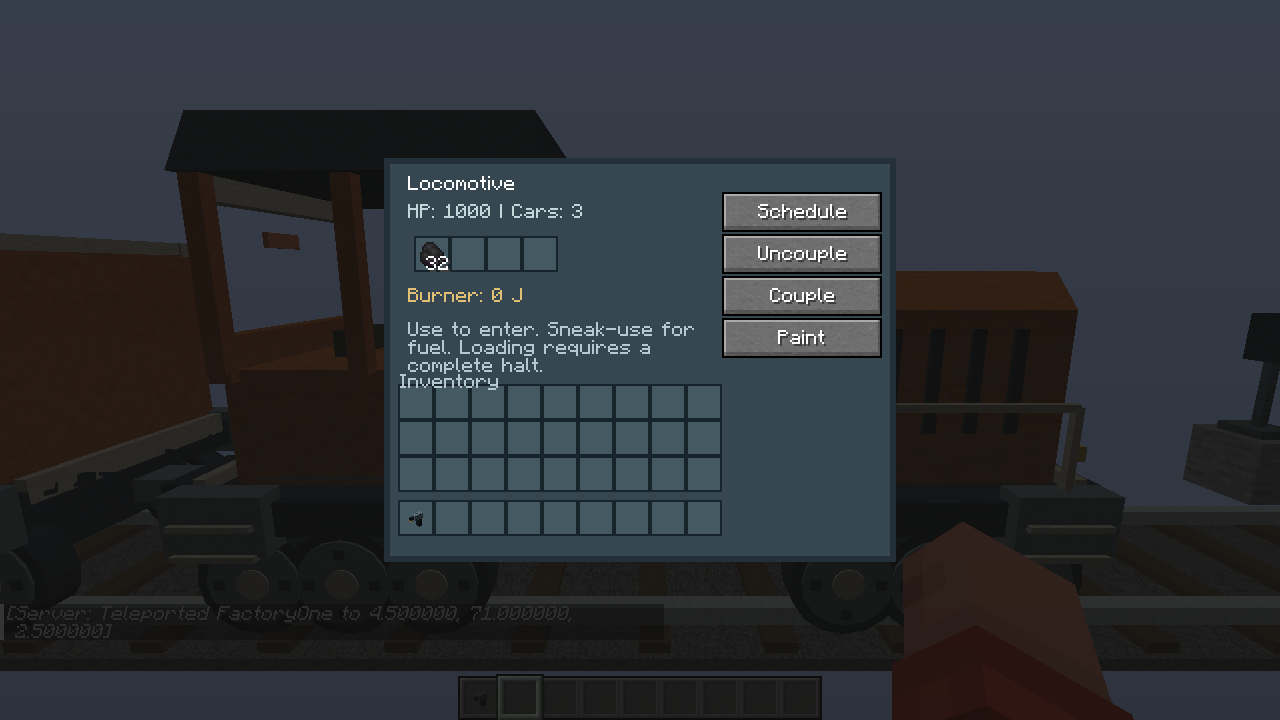 Locomotive
HP: 1000 | Cars: 3
Schedule
32
Uncouple
Burner: 0 J
Couple
Use to enter. Sneak-use for
fuel. Loading requires a
complete halt.
Paint
Inventory
[Server: Teleported FactoryOne to 4.500000, 71.000000,
2.500000]